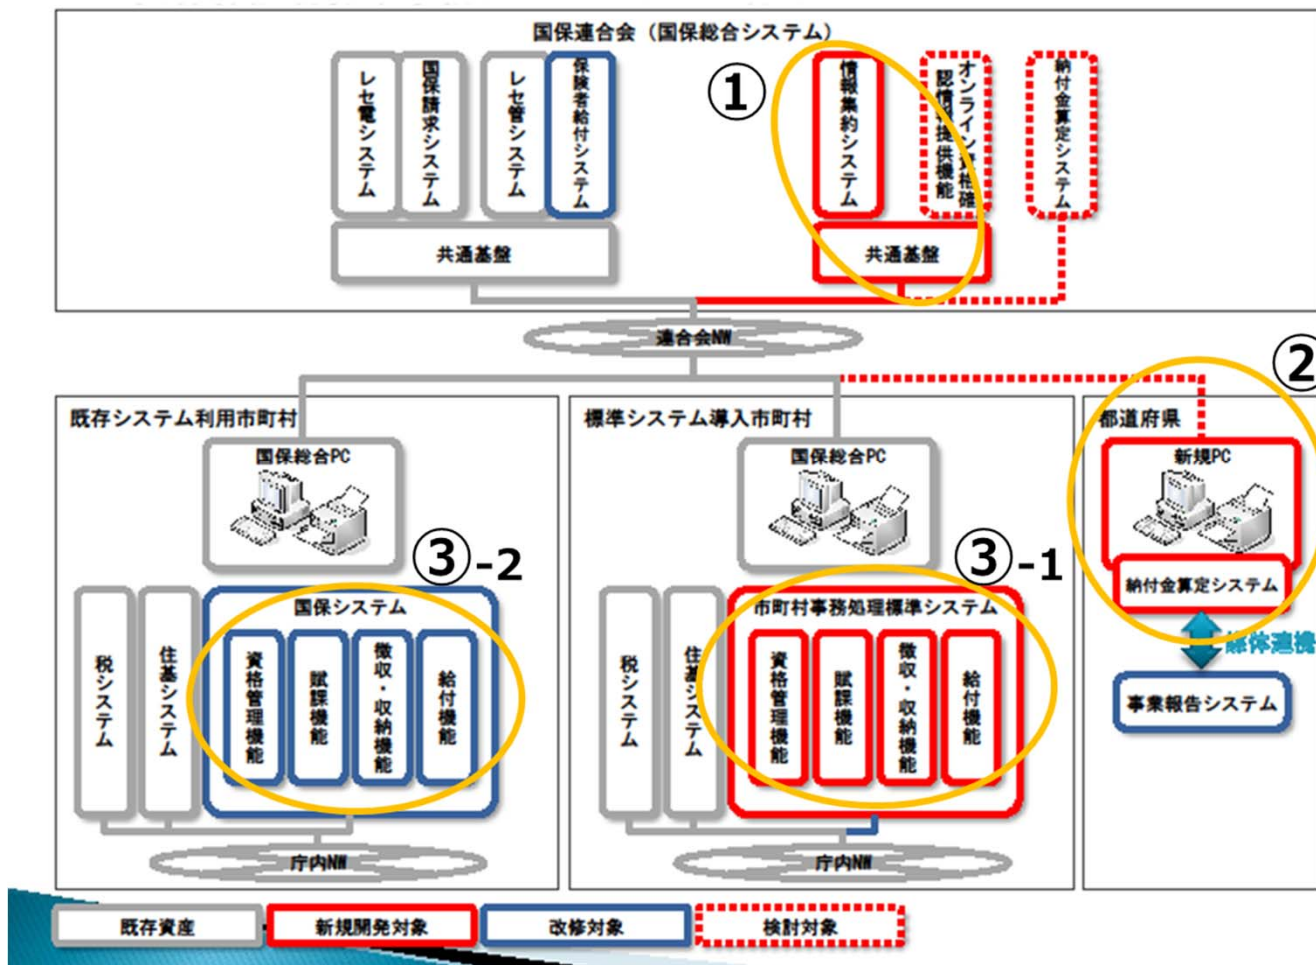 国保連合会（国保総合システム）
①
レセ電システム
国保請求システム
レセ管システム
保険者給付システム
情報集約システム
オンライン資格確
認情報提供機能
納付金算定システム
共通基盤
共通基盤
連合会NW
②
既存システム利用市町村
国保総合PC
③-2
国保システム
税システム
住基システム
資格管理機能
賦課機能
徴収・収納機能
給付機能
庁内NW
標準システム導入市町村
国保総合PC
③-1
市町村事務処理標準システム
税システム
住基システム
資格管理機能
賦課機能
徴収・収納機能
給付機能
庁内NW
都道府県
新規PC
納付金算定システム
媒体連携
事業報告システム
既存資産
新規開発対象
改修対象
検討対象